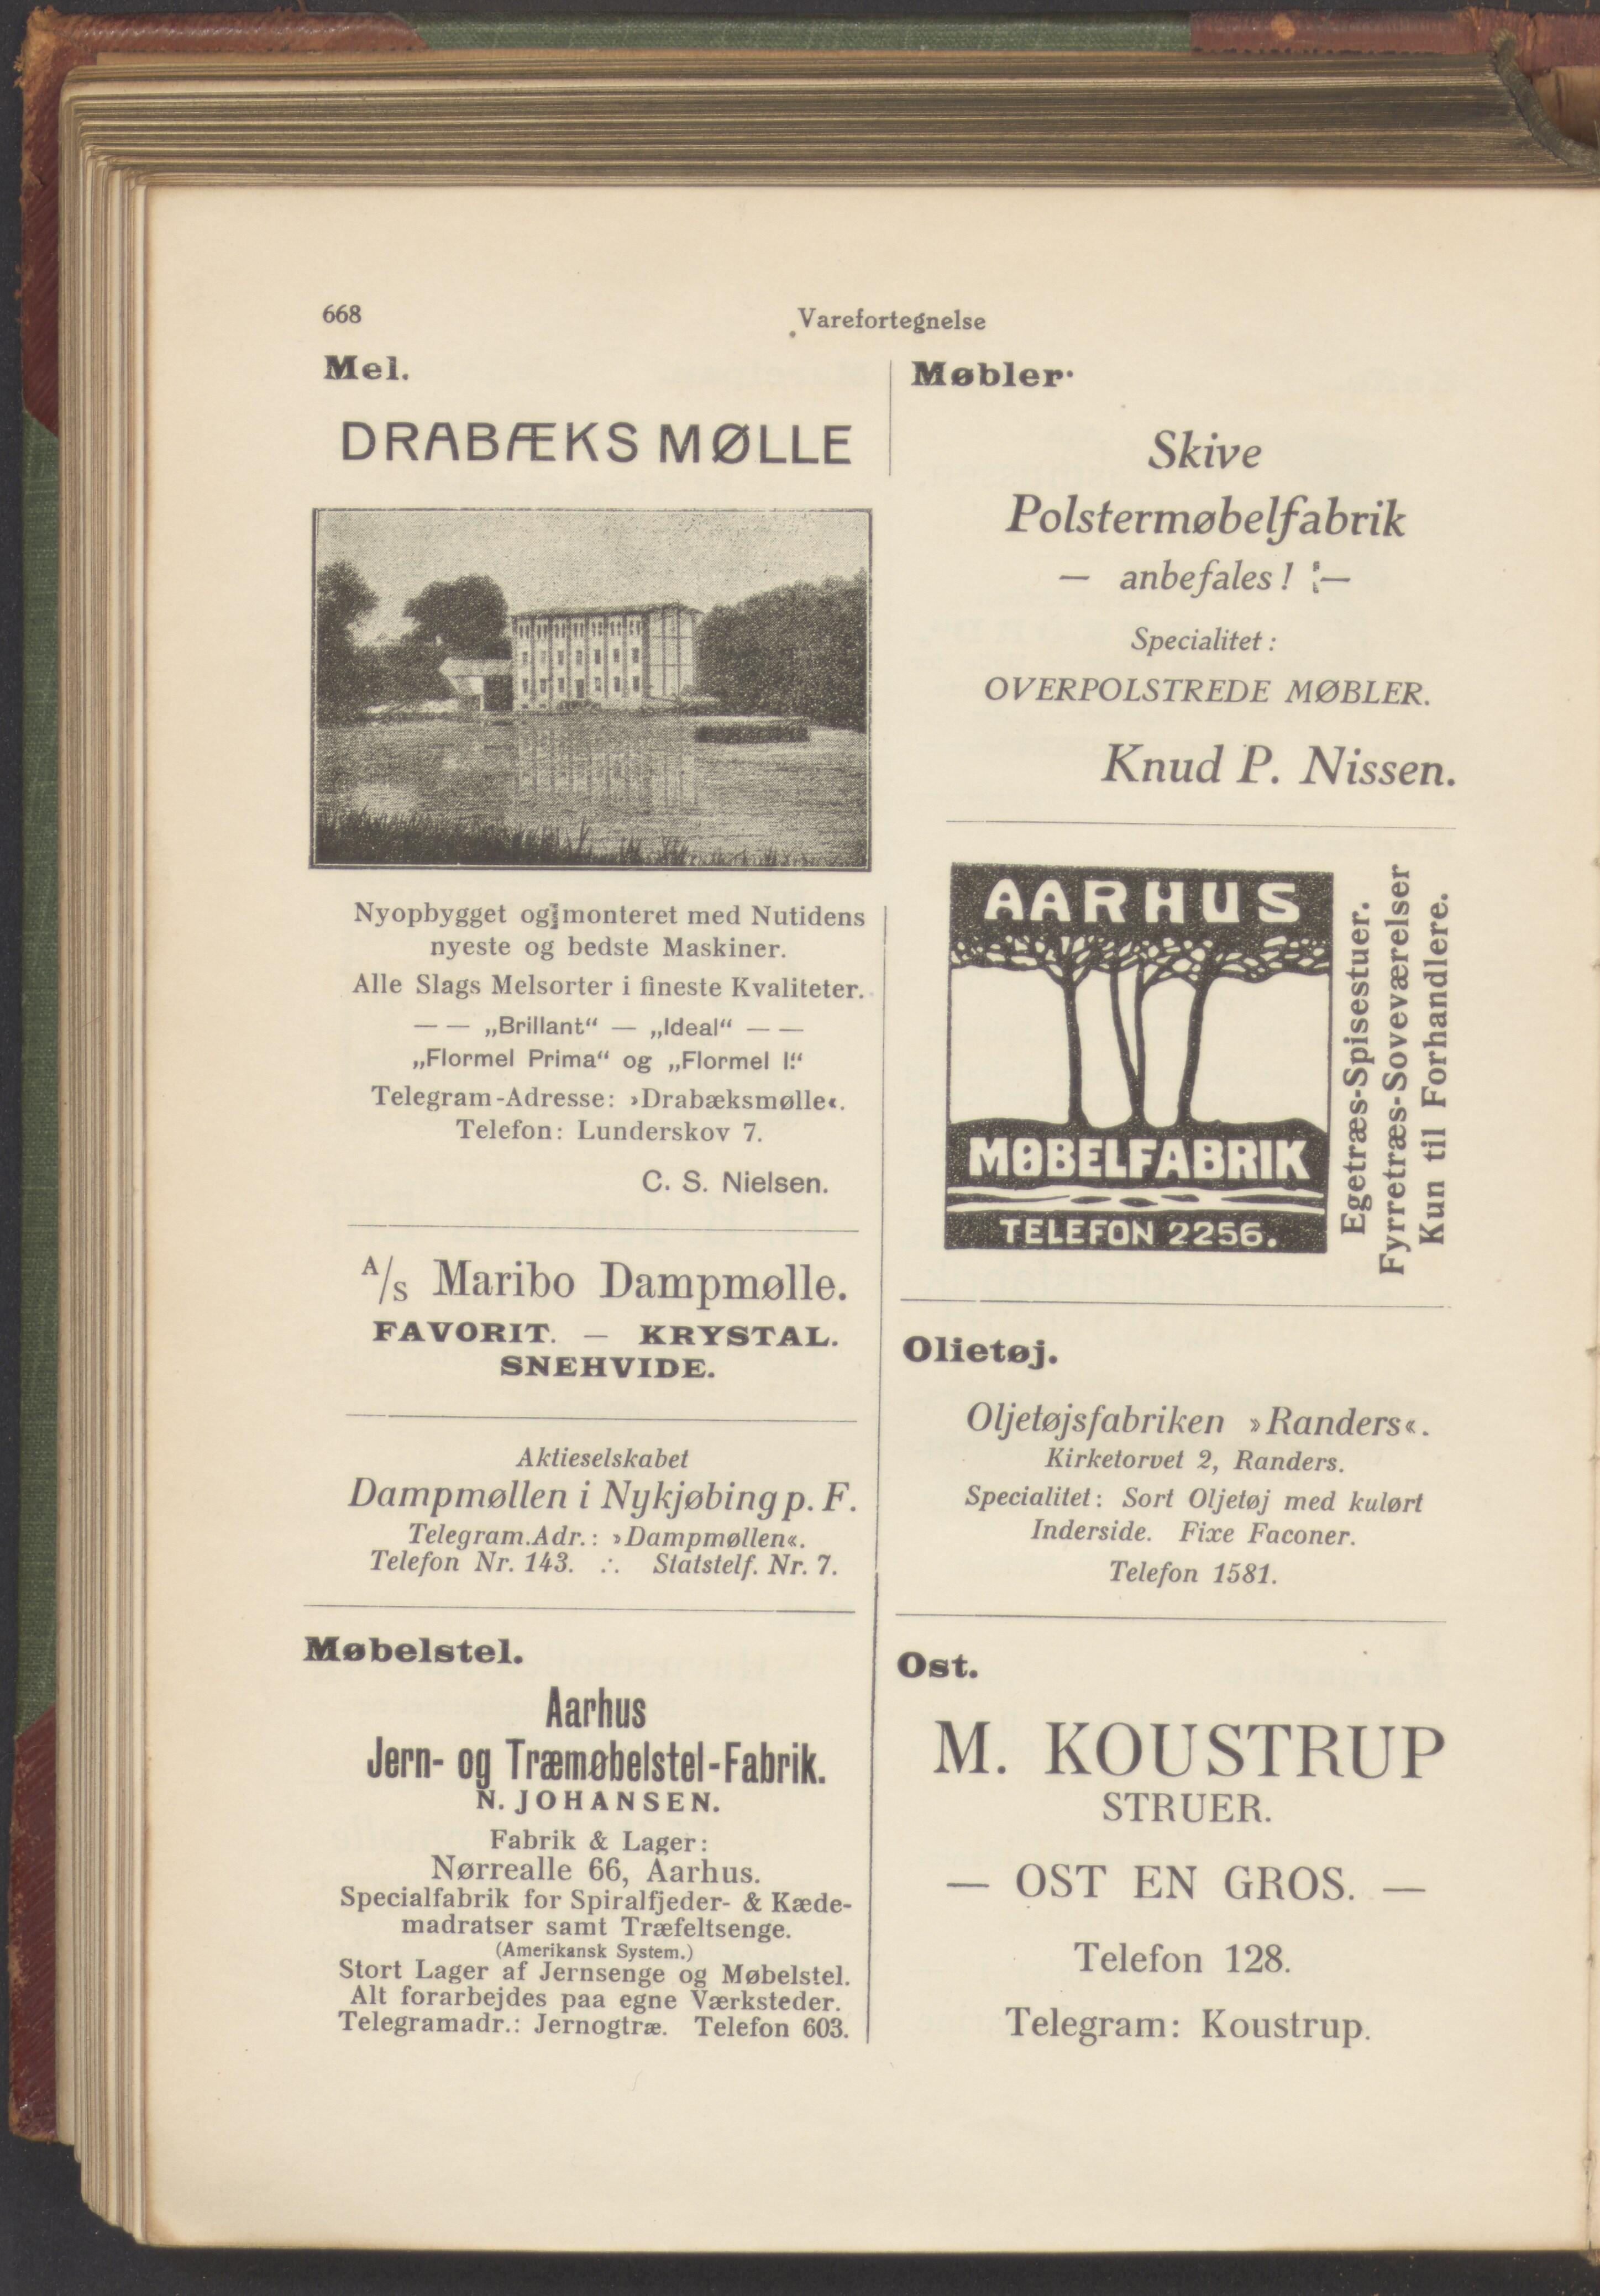 668
Varefortegnelse
Mel.
DRABÆKS MØLLE
Nyopbygget og monteret med Nutidens
nyeste og bedste Maskiner.
Alle Slags Melsorter i fineste Kvaliteter.
— — „Brillant“ — „Ideal“ — —
„Flormel Prima“ og „Flormel I.“
Telegram-Adresse: ›Drabæksmølle‹.
Telefon: Lunderskov 7.
C. S. Nielsen.
A/s Maribo Dampmølle.
FAVORIT. — KRYSTAL.
SNEHVIDE.
Aktieselskabet
Dampmøllen i Nykjøbing p. F.
Telegram.Adr.: »Dampmøllen«.
Telefon Nr. 143. .·. Statstelf. Nr. 7.
Møbelstel.
Aarhus
Jern- og Træmøbelstel-Fabrik.
N. JOHANSEN.
Fabrik & Lager:
Nørrealle 66, Aarhus.
Specialfabrik for Spiralfjeder- & Kæde-
madratser samt Træfeltsenge.
(Amerikansk System.)
Stort Lager af Jernsenge og Møbelstel.
Alt forarbejdes paa egne Værksteder.
Telegramadr.: Jernogtræ. Telefon 603.
Møbler.
Skive
Polstermøbelfabrik
— anbefales! —
Specialitet:
OVERPOLSTREDE MØBLER.
Knud P. Nissen.
AARHUS
MØBELFABRIK
TELEFON 2256.
Egetræs-Spisestuer.
Fyrretræs-Soveværelser
Kun til Forhandlere.
Olietøj.
Oljetøjsfabriken »Randers«.
Kirketorvet 2, Randers.
Specialitet: Sort Oljetøj med kulørt
Inderside. Fixe Faconer.
Telefon 1581.
Ost.
M. KOUSTRUP
STRUER.
— OST EN GROS. —
Telefon 128.
Telegram: Koustrup.